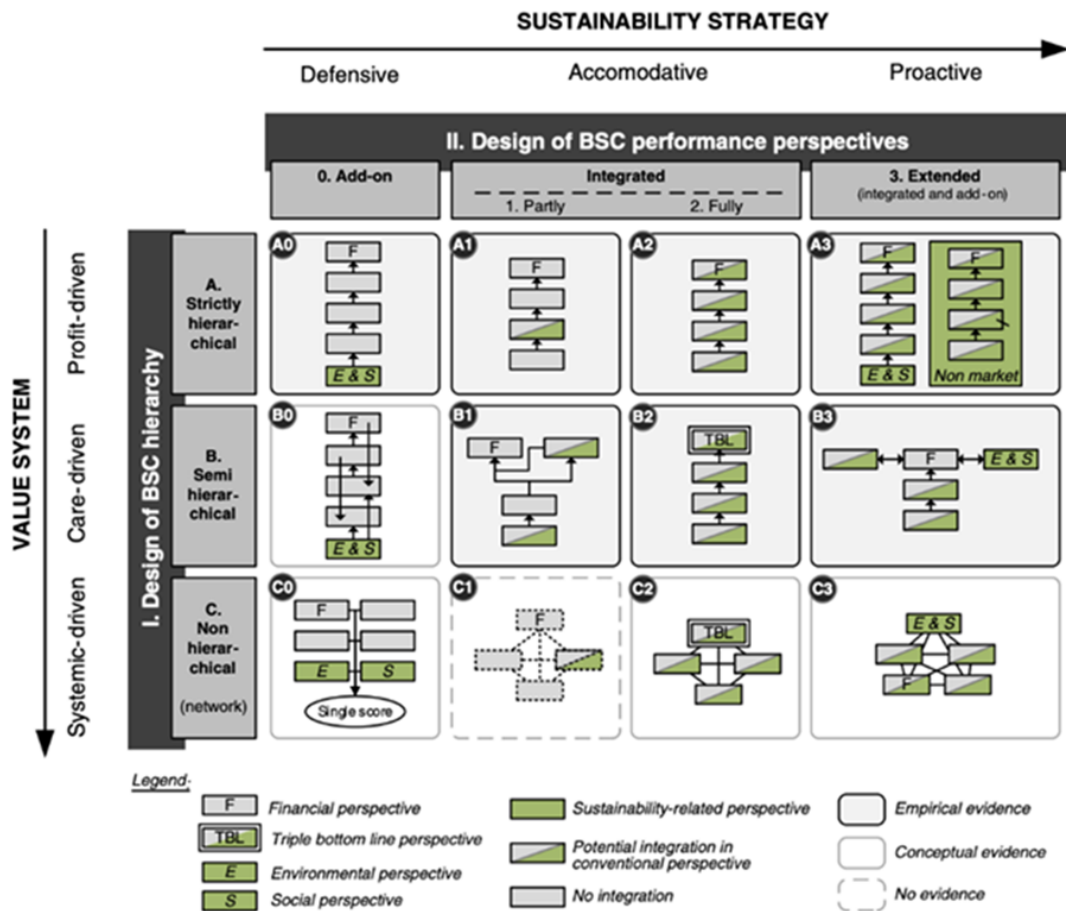 SUSTAINABILITY STRATEGY
Defensive
Accomodative
Proactive
II. Design of BSC performance perspectives
0. Add-on
Integrated
1. Partly
2. Fully
3. Extended
(integrated and add-on)
VALUE SYSTEM
Profit-driven
Care-driven
Systemic-driven
I. Design of BSC hierarchy
A.
Strictly
hierar-
chical
A0
F
E & S
A1
F
A2
F
A3
F
E & S
F
Non market
B.
Semi
hierar-
chical
B0
F
E & S
B1
F
B2
TBL
B3
F
E & S
C.
Non
hierar-
chical
(network)
C0
F
E
S
Single score
C1
F
C2
TBL
C3
E & S
F
Legend:
F
Financial perspective
TBL
Triple bottom line perspective
E
Environmental perspective
S
Social perspective
Sustainability-related perspective
Potential integration in
conventional perspective
No integration
Empirical evidence
Conceptual evidence
No evidence